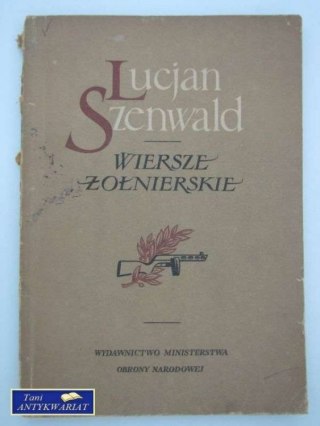 Lucjan
Szenwald
WIERSZE
ŻOŁNIERSKIE
WYDAWNICTWO MINISTERSTWA
OBRONY NARODOWEJ
Tani
ANTYKWARIAT